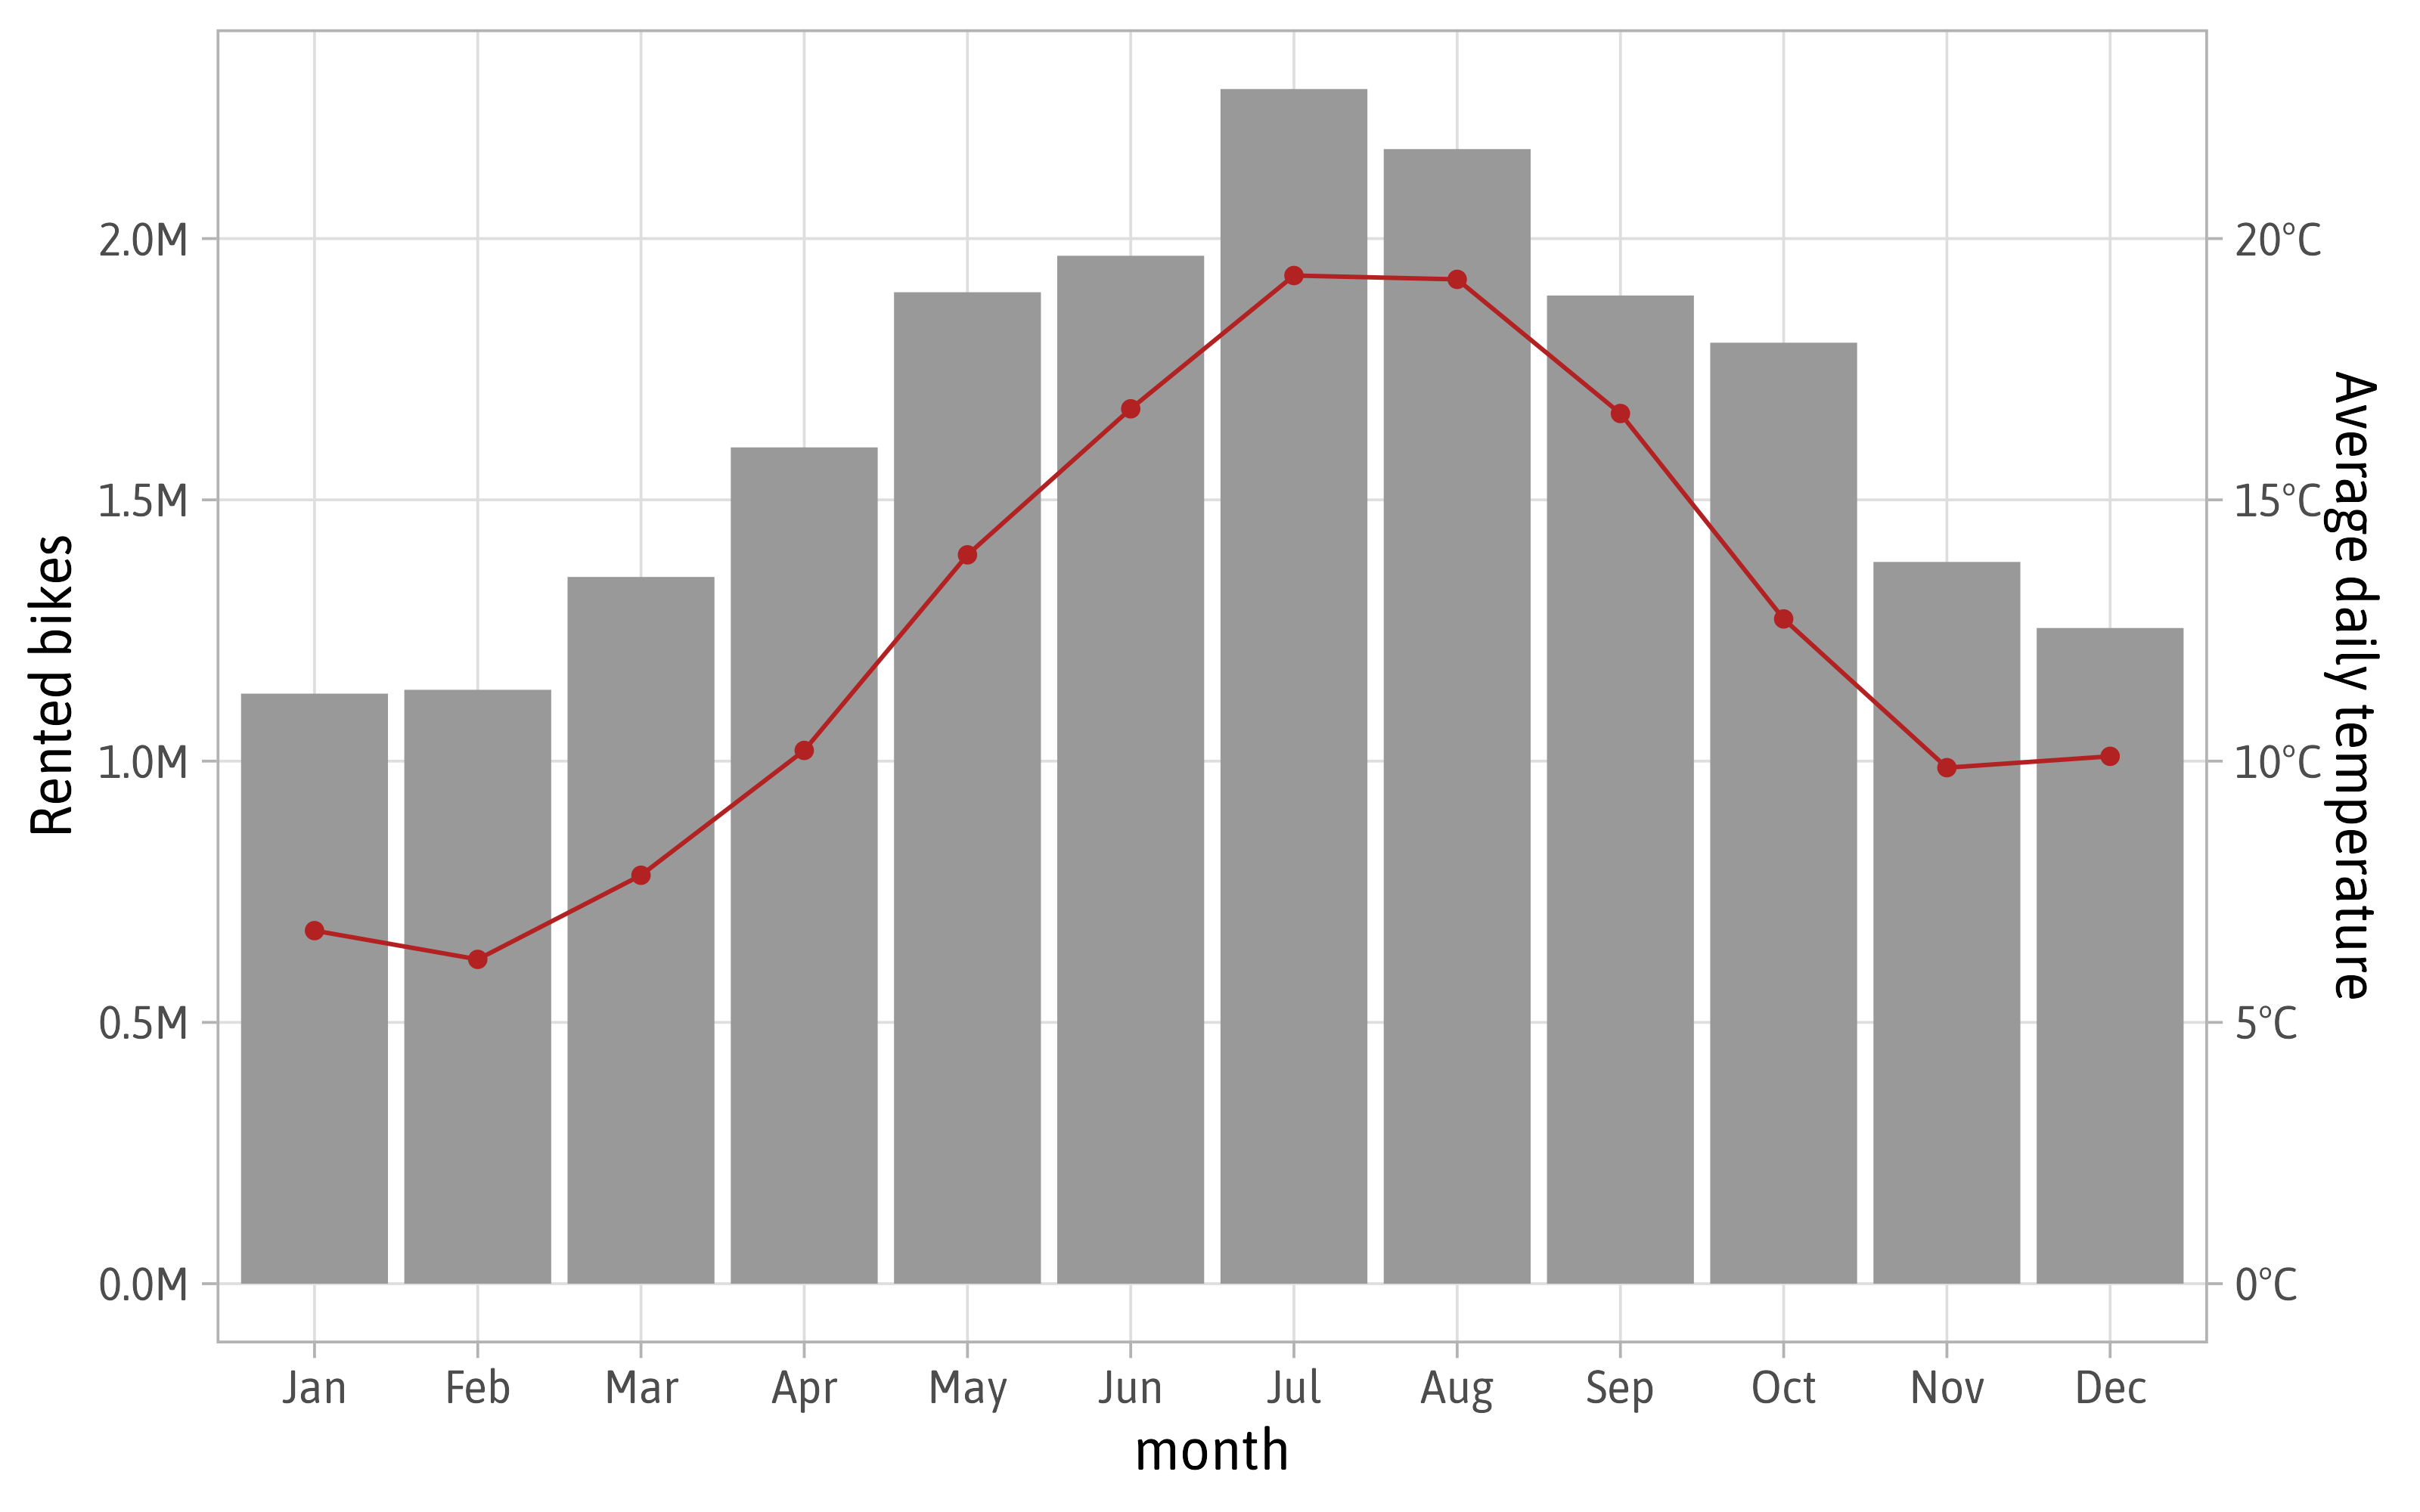 Rented bikes
2.0M
1.5M
1.0M
0.5M
0.0M
20°C
15°C
10°C
5°C
0°C
Average daily temperature
Jan Feb Mar Apr May Jun Jul Aug Sep Oct Nov Dec
month